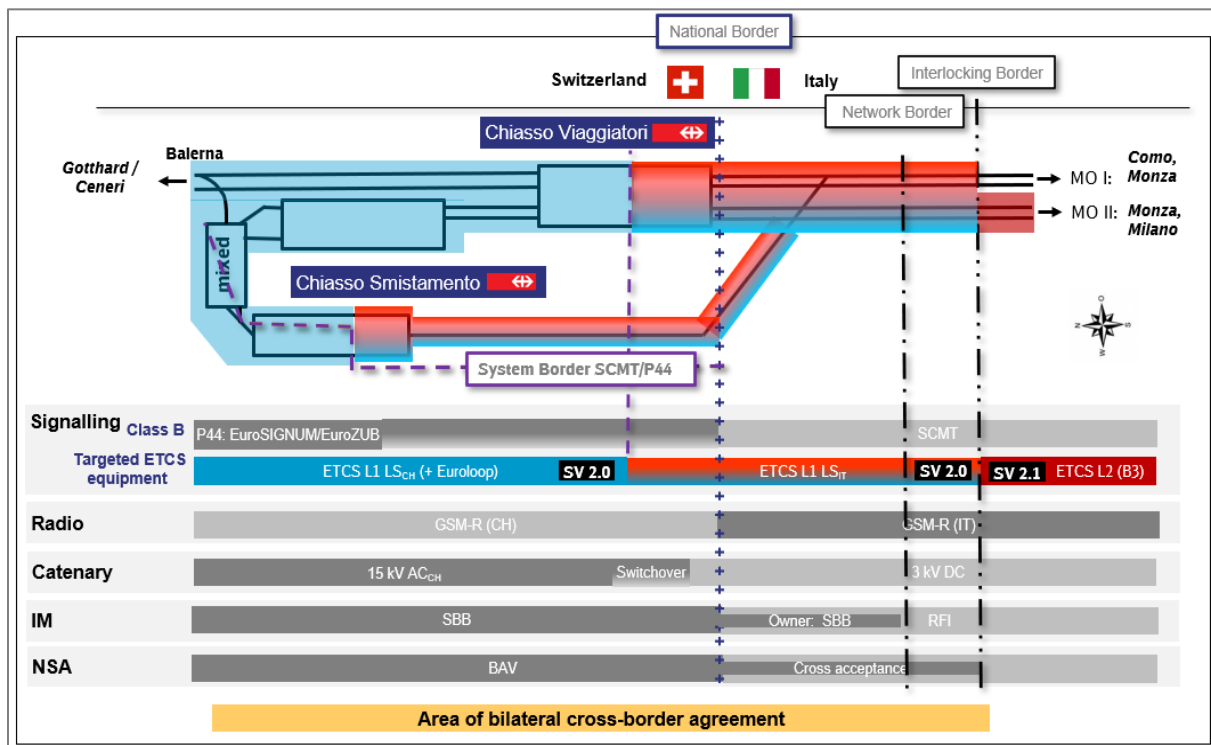 National Border
Switzerland
Italy
Interlocking Border
Network Border
Chiasso Viaggiatori
Gotthard /
Ceneri
Balerna
Como,
Monza
MO I:
MO II:
Monza,
Milano
mixed
Chiasso Smistamento
System Border SCMT/P44
N
O
S
W
Signalling
Class B
P44: EuroSIGNUM/EuroZUB
SCMT
Targeted ETCS
equipment
ETCS L1 LSCH (+ Euroloop)
SV 2.0
ETCS L1 LSIT
SV 2.0
SV 2.1
ETCS L2 (B3)
Radio
GSM-R (CH)
GSM-R (IT)
Catenary
15 kV ACCH
Switchover
3 kV DC
IM
SBB
Owner: SBB
RFI
NSA
BAV
Cross acceptance
Area of bilateral cross-border agreement